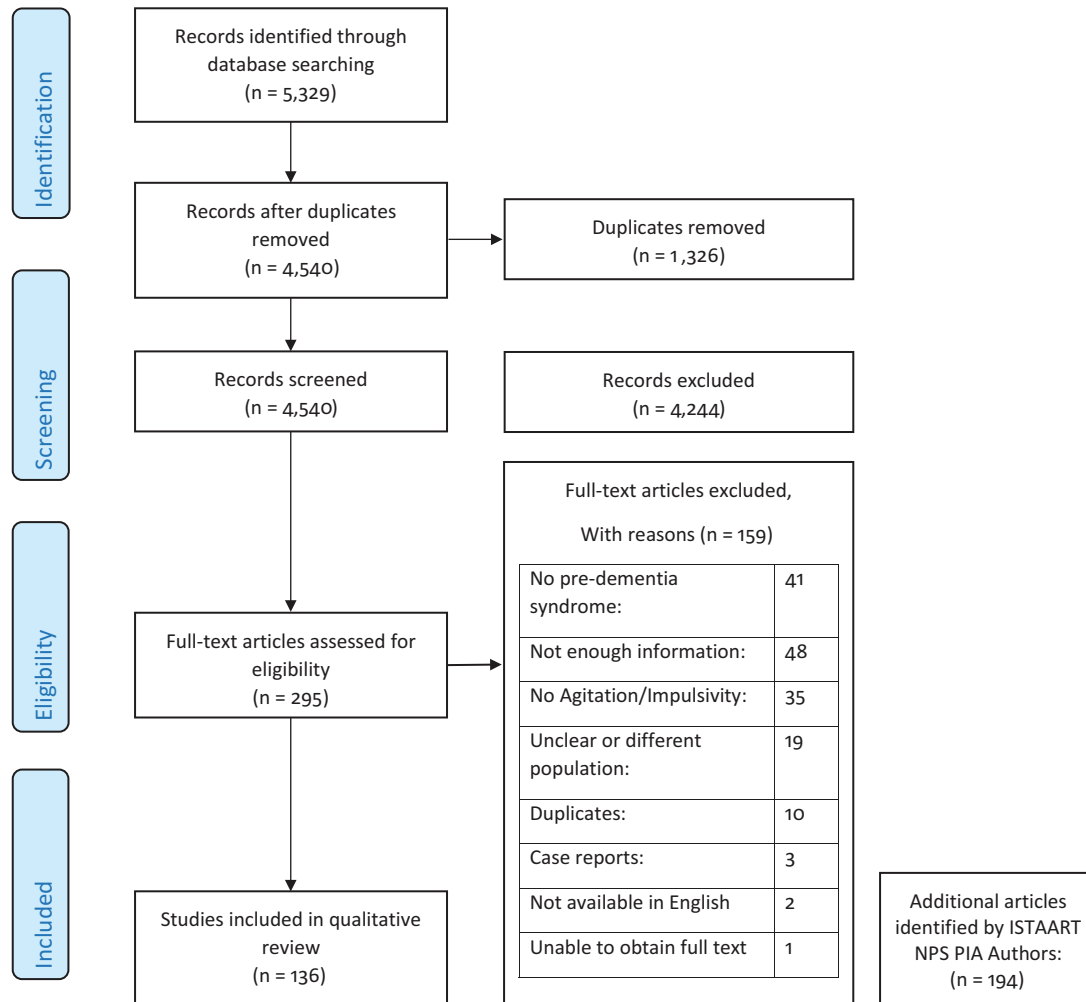 Identification
Records identified through
database searching
(n = 5,329)
Records after duplicates
removed
(n = 4,540)
Duplicates removed
(n = 1,326)
Screening
Records screened
(n = 4,540)
Records excluded
(n = 4,244)
Eligibility
Full-text articles assessed for
eligibility
(n = 295)
Full-text articles excluded,
With reasons (n = 159)
No pre-dementia
syndrome:
41
Not enough information:
48
No Agitation/Impulsivity:
35
Unclear or different
population:
19
Duplicates:
10
Case reports:
3
Not available in English
2
Unable to obtain full text
1
Included
Studies included in qualitative
review
(n = 136)
Additional articles
identified by ISTAART
NPS PIA Authors:
(n = 194)